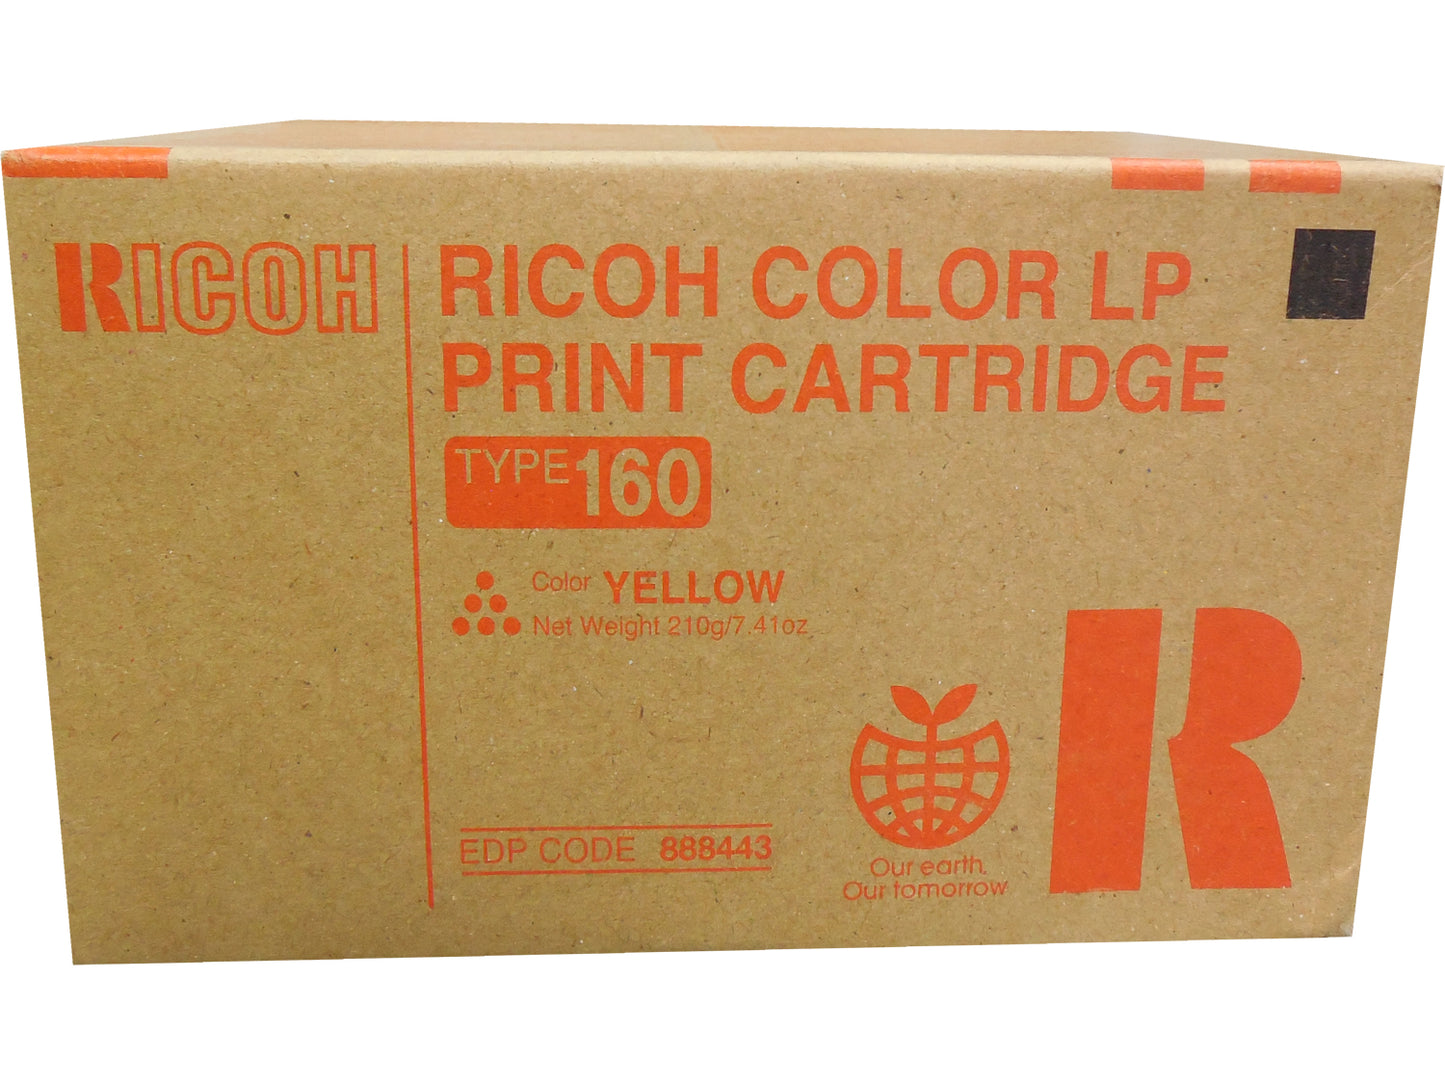 RICOH
RICOH COLOR LP
PRINT CARTRIDGE
TYPE 160
Color YELLOW
Net Weight 210g/7.41oz
EDP CODE 888443
Our earth,
Our tomorrow
R